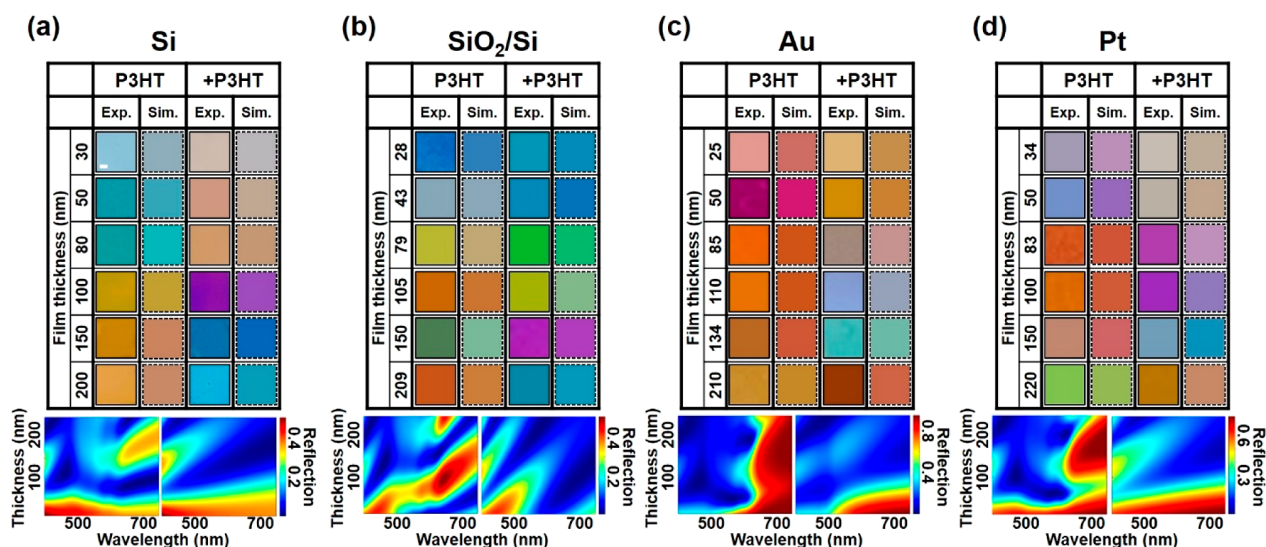 (a) Si
P3HT +P3HT
Exp. Sim. Exp. Sim.
Film thickness (nm)
30
50
80
100
150
200
(b) SiO₂/Si
P3HT +P3HT
Exp. Sim. Exp. Sim.
Film thickness (nm)
28
43
79
105
150
209
(c) Au
P3HT +P3HT
Exp. Sim. Exp. Sim.
Film thickness (nm)
25
50
85
110
134
210
(d) Pt
P3HT +P3HT
Exp. Sim. Exp. Sim.
Film thickness (nm)
34
50
83
100
150
220
Thickness (nm)
200
100
500 700 500 700
Wavelength (nm)
0.4
0.2
Reflection
Thickness (nm)
200
100
500 700 500 700
Wavelength (nm)
0.4
0.2
Reflection
Thickness (nm)
200
100
500 700 500 700
Wavelength (nm)
0.8
0.4
Reflection
Thickness (nm)
200
100
500 700 500 700
Wavelength (nm)
0.6
0.3
Reflection